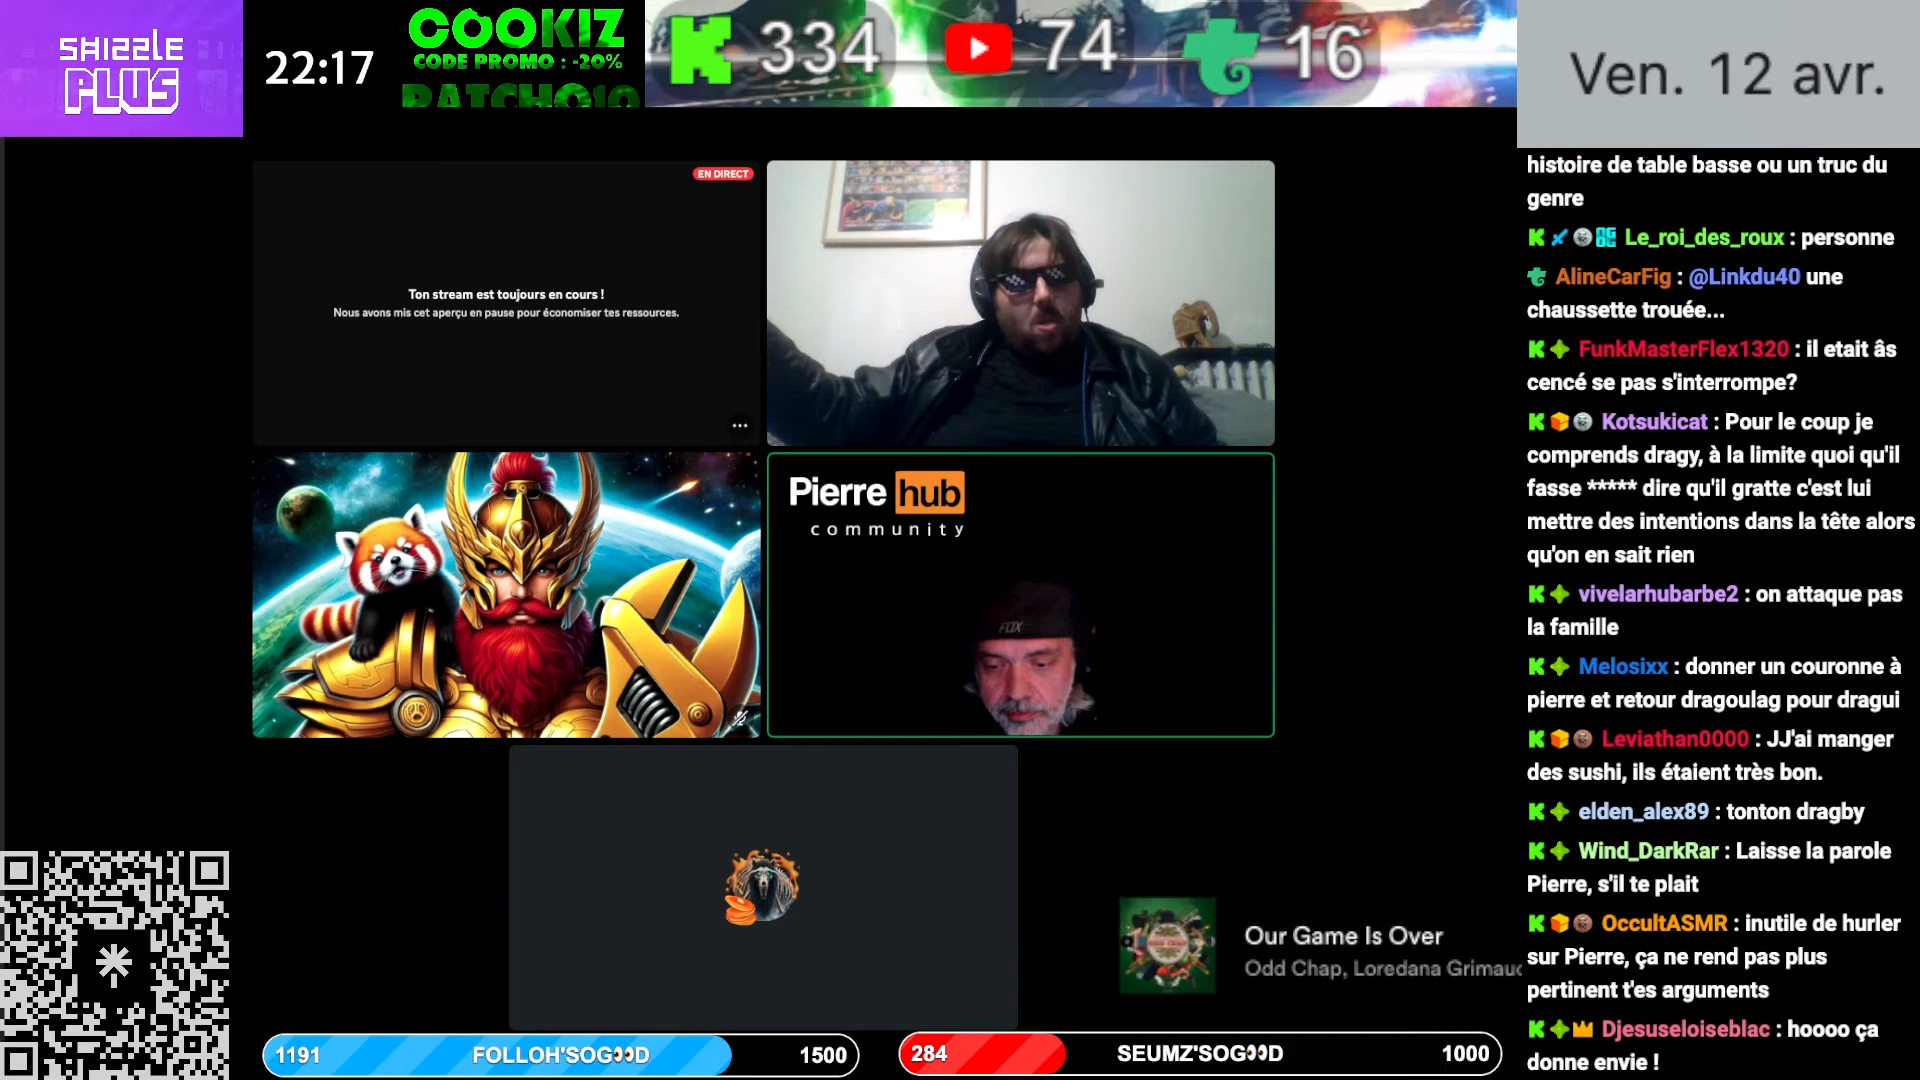 SHIZZLE
PLUS
22:17
COOKIZ
CODE PROMO : -20%
334
74
16
Ven. 12 avr.
EN DIRECT
Ton stream est toujours en cours !
Nous avons mis cet aperçu en pause pour économiser tes ressources.
Pierre hub
community
FOX
Our Game Is Over
Odd Chap, Loredana
1191 FOLLOH'SOG👀D 1500
284 SEUMZ'SOG👀D 1000
histoire de table basse ou un truc du
genre
Le_roi_des_roux : personne
AlineCarFig : @Linkdu40 une
chaussette trouée...
FunkMasterFlex1320 : il etait âs
cencé se pas s'interrompe?
Kotsukicat : Pour le coup je
comprends dragy, à la limite quoi qu'il
fasse ***** dire qu'il gratte c'est lui
mettre des intentions dans la tête alors
qu'on en sait rien
vivelarhubarbe2 : on attaque pas
la famille
Melosixx : donner un couronne à
pierre et retour dragoulag pour dragui
Leviathan0000 : JJ'ai manger
des sushi, ils étaient très bon.
elden_alex89 : tonton dragby
Wind_DarkRar : Laisse la parole
Pierre, s'il te plait
OccultASMR : inutile de hurler
sur Pierre, ça ne rend pas plus
pertinent t'es arguments
Djesuseloiseblac : hoooo ça
donne envie !